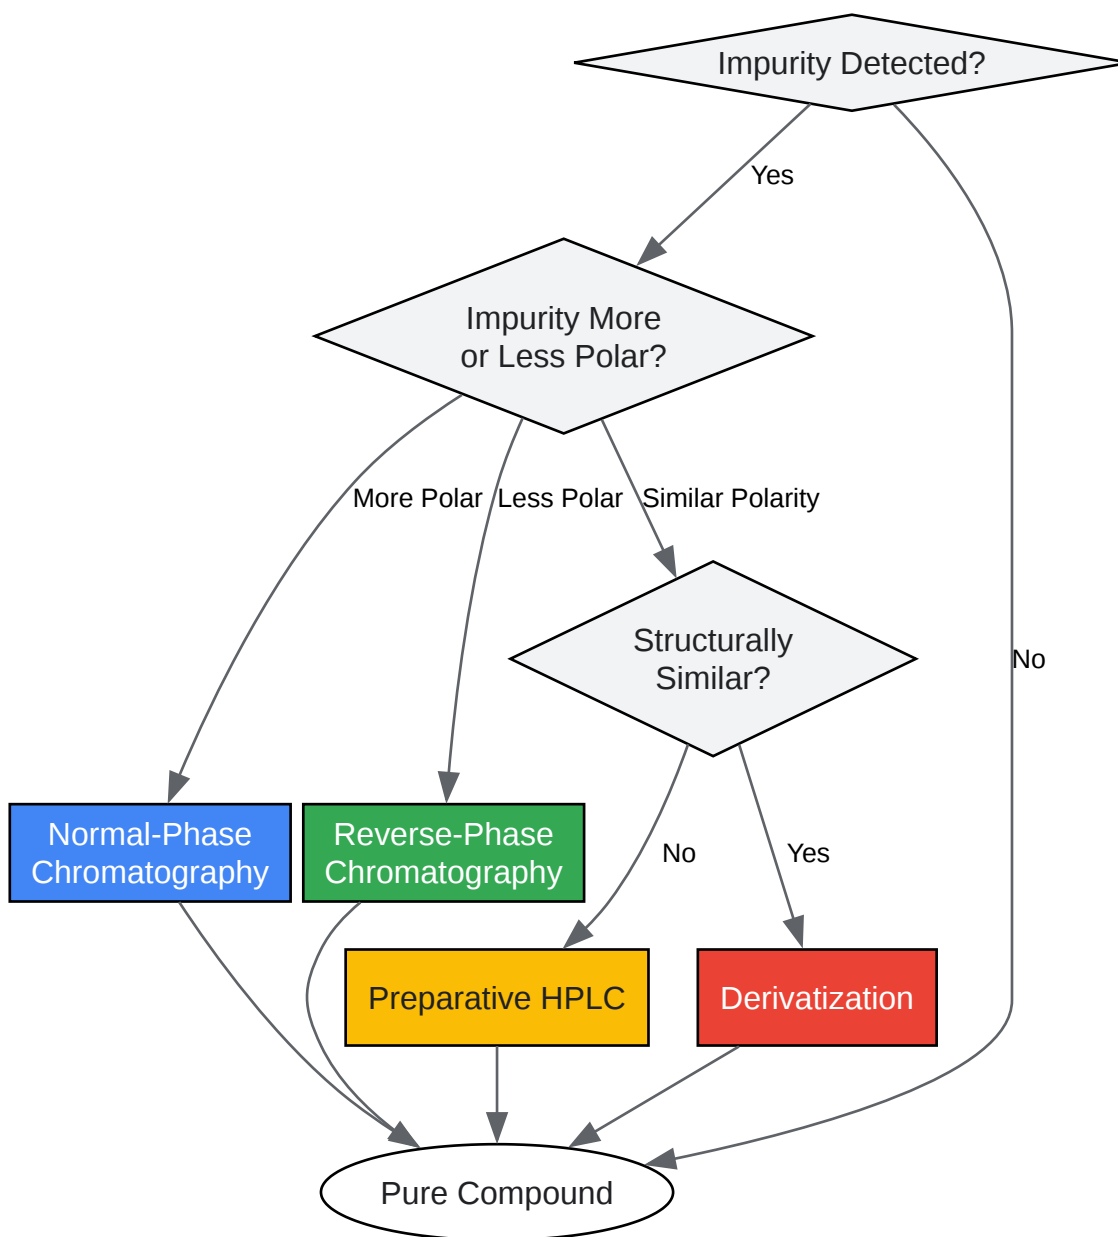 Impurity Detected?
Yes
Impurity More
or Less Polar?
More Polar
Less Polar
Similar Polarity
Structurally
Similar?
No
Normal-Phase
Chromatography
Reverse-Phase
Chromatography
No
Yes
Preparative HPLC
Derivatization
Pure Compound